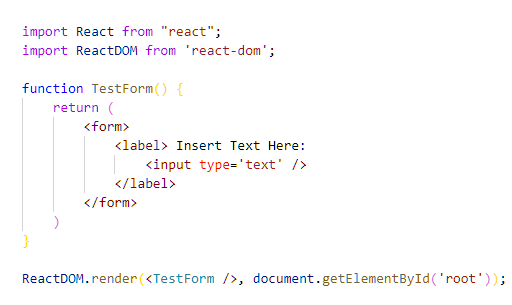 import React from "react";
import ReactDOM from 'react-dom';

function TestForm() {
    return (
        <form>
            <label> Insert Text Here:
                <input type='text' />
            </label>
        </form>
    )
}

ReactDOM.render(<TestForm />, document.getElementById('root'));